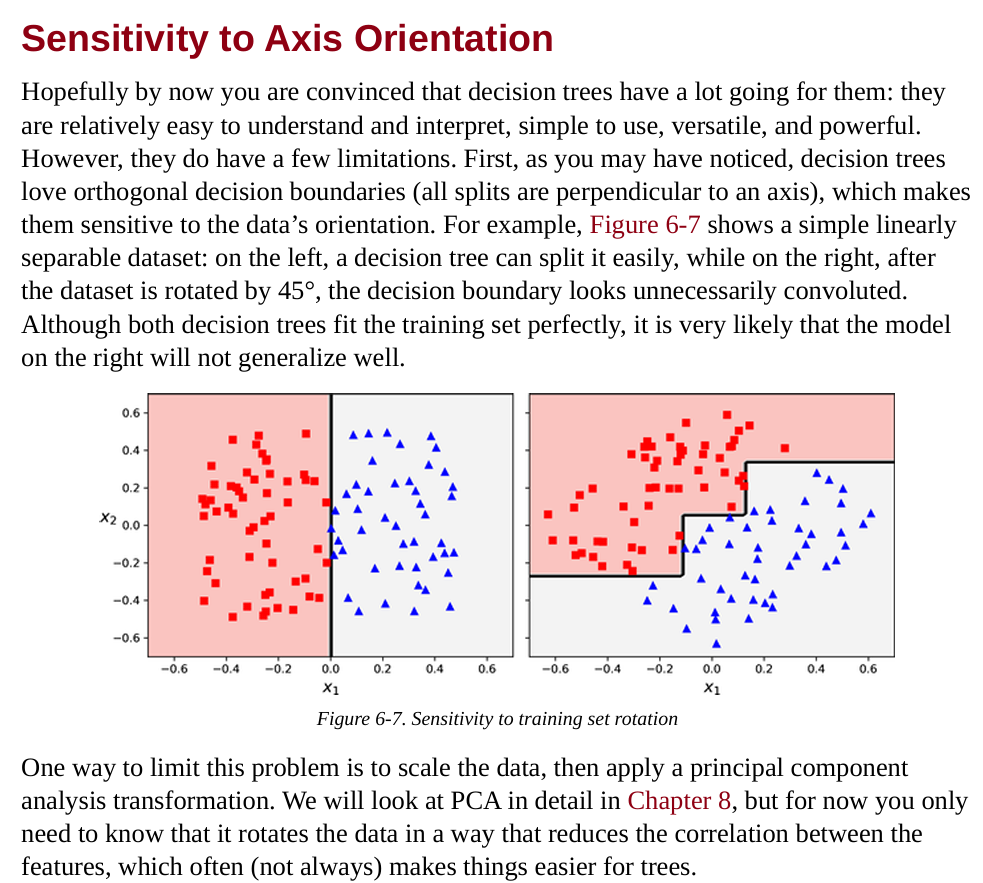 Sensitivity to Axis Orientation
Hopefully by now you are convinced that decision trees have a lot going for them: they
are relatively easy to understand and interpret, simple to use, versatile, and powerful.
However, they do have a few limitations. First, as you may have noticed, decision trees
love orthogonal decision boundaries (all splits are perpendicular to an axis), which makes
them sensitive to the data’s orientation. For example, Figure 6-7 shows a simple linearly
separable dataset: on the left, a decision tree can split it easily, while on the right, after
the dataset is rotated by 45°, the decision boundary looks unnecessarily convoluted.
Although both decision trees fit the training set perfectly, it is very likely that the model
on the right will not generalize well.
0.6
0.4
0.2
x₂
0.0
−0.2
−0.4
−0.6
−0.6 −0.4 −0.2 0.0 0.2 0.4 0.6
x₁
−0.6 −0.4 −0.2 0.0 0.2 0.4 0.6
x₁
Figure 6-7. Sensitivity to training set rotation
One way to limit this problem is to scale the data, then apply a principal component
analysis transformation. We will look at PCA in detail in Chapter 8, but for now you only
need to know that it rotates the data in a way that reduces the correlation between the
features, which often (not always) makes things easier for trees.